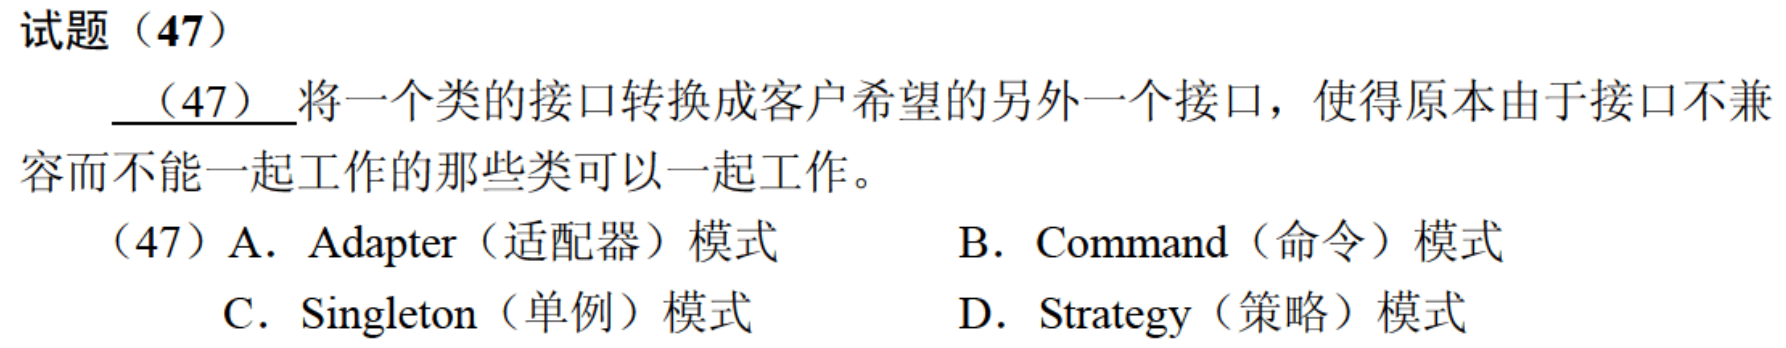 试题（47）
（47） 将一个类的接口转换成客户希望的另外一个接口，使得原本由于接口不兼
容而不能一起工作的那些类可以一起工作。
（47）A．Adapter（适配器）模式 B．Command（命令）模式
C．Singleton（单例）模式 D．Strategy（策略）模式